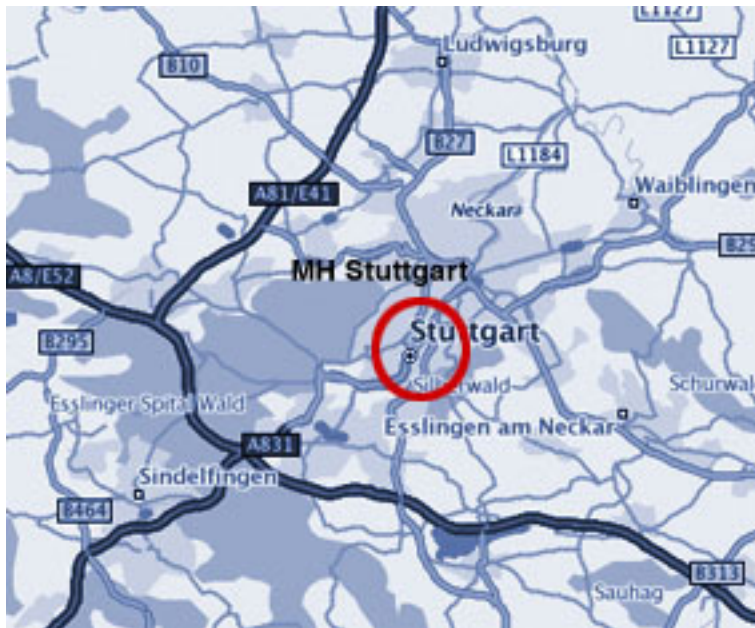 L1127
Ludwigsburg
L1127
B10
B27
L1184
A81/E41
Waiblingen
Neckar
MH Stuttgart
A8/E52
Stuttgart
B295
Schurwal
Esslinger Spital Wald
Esslingen am Neckar
A831
Sindelfingen
B464
B313
Sauhag